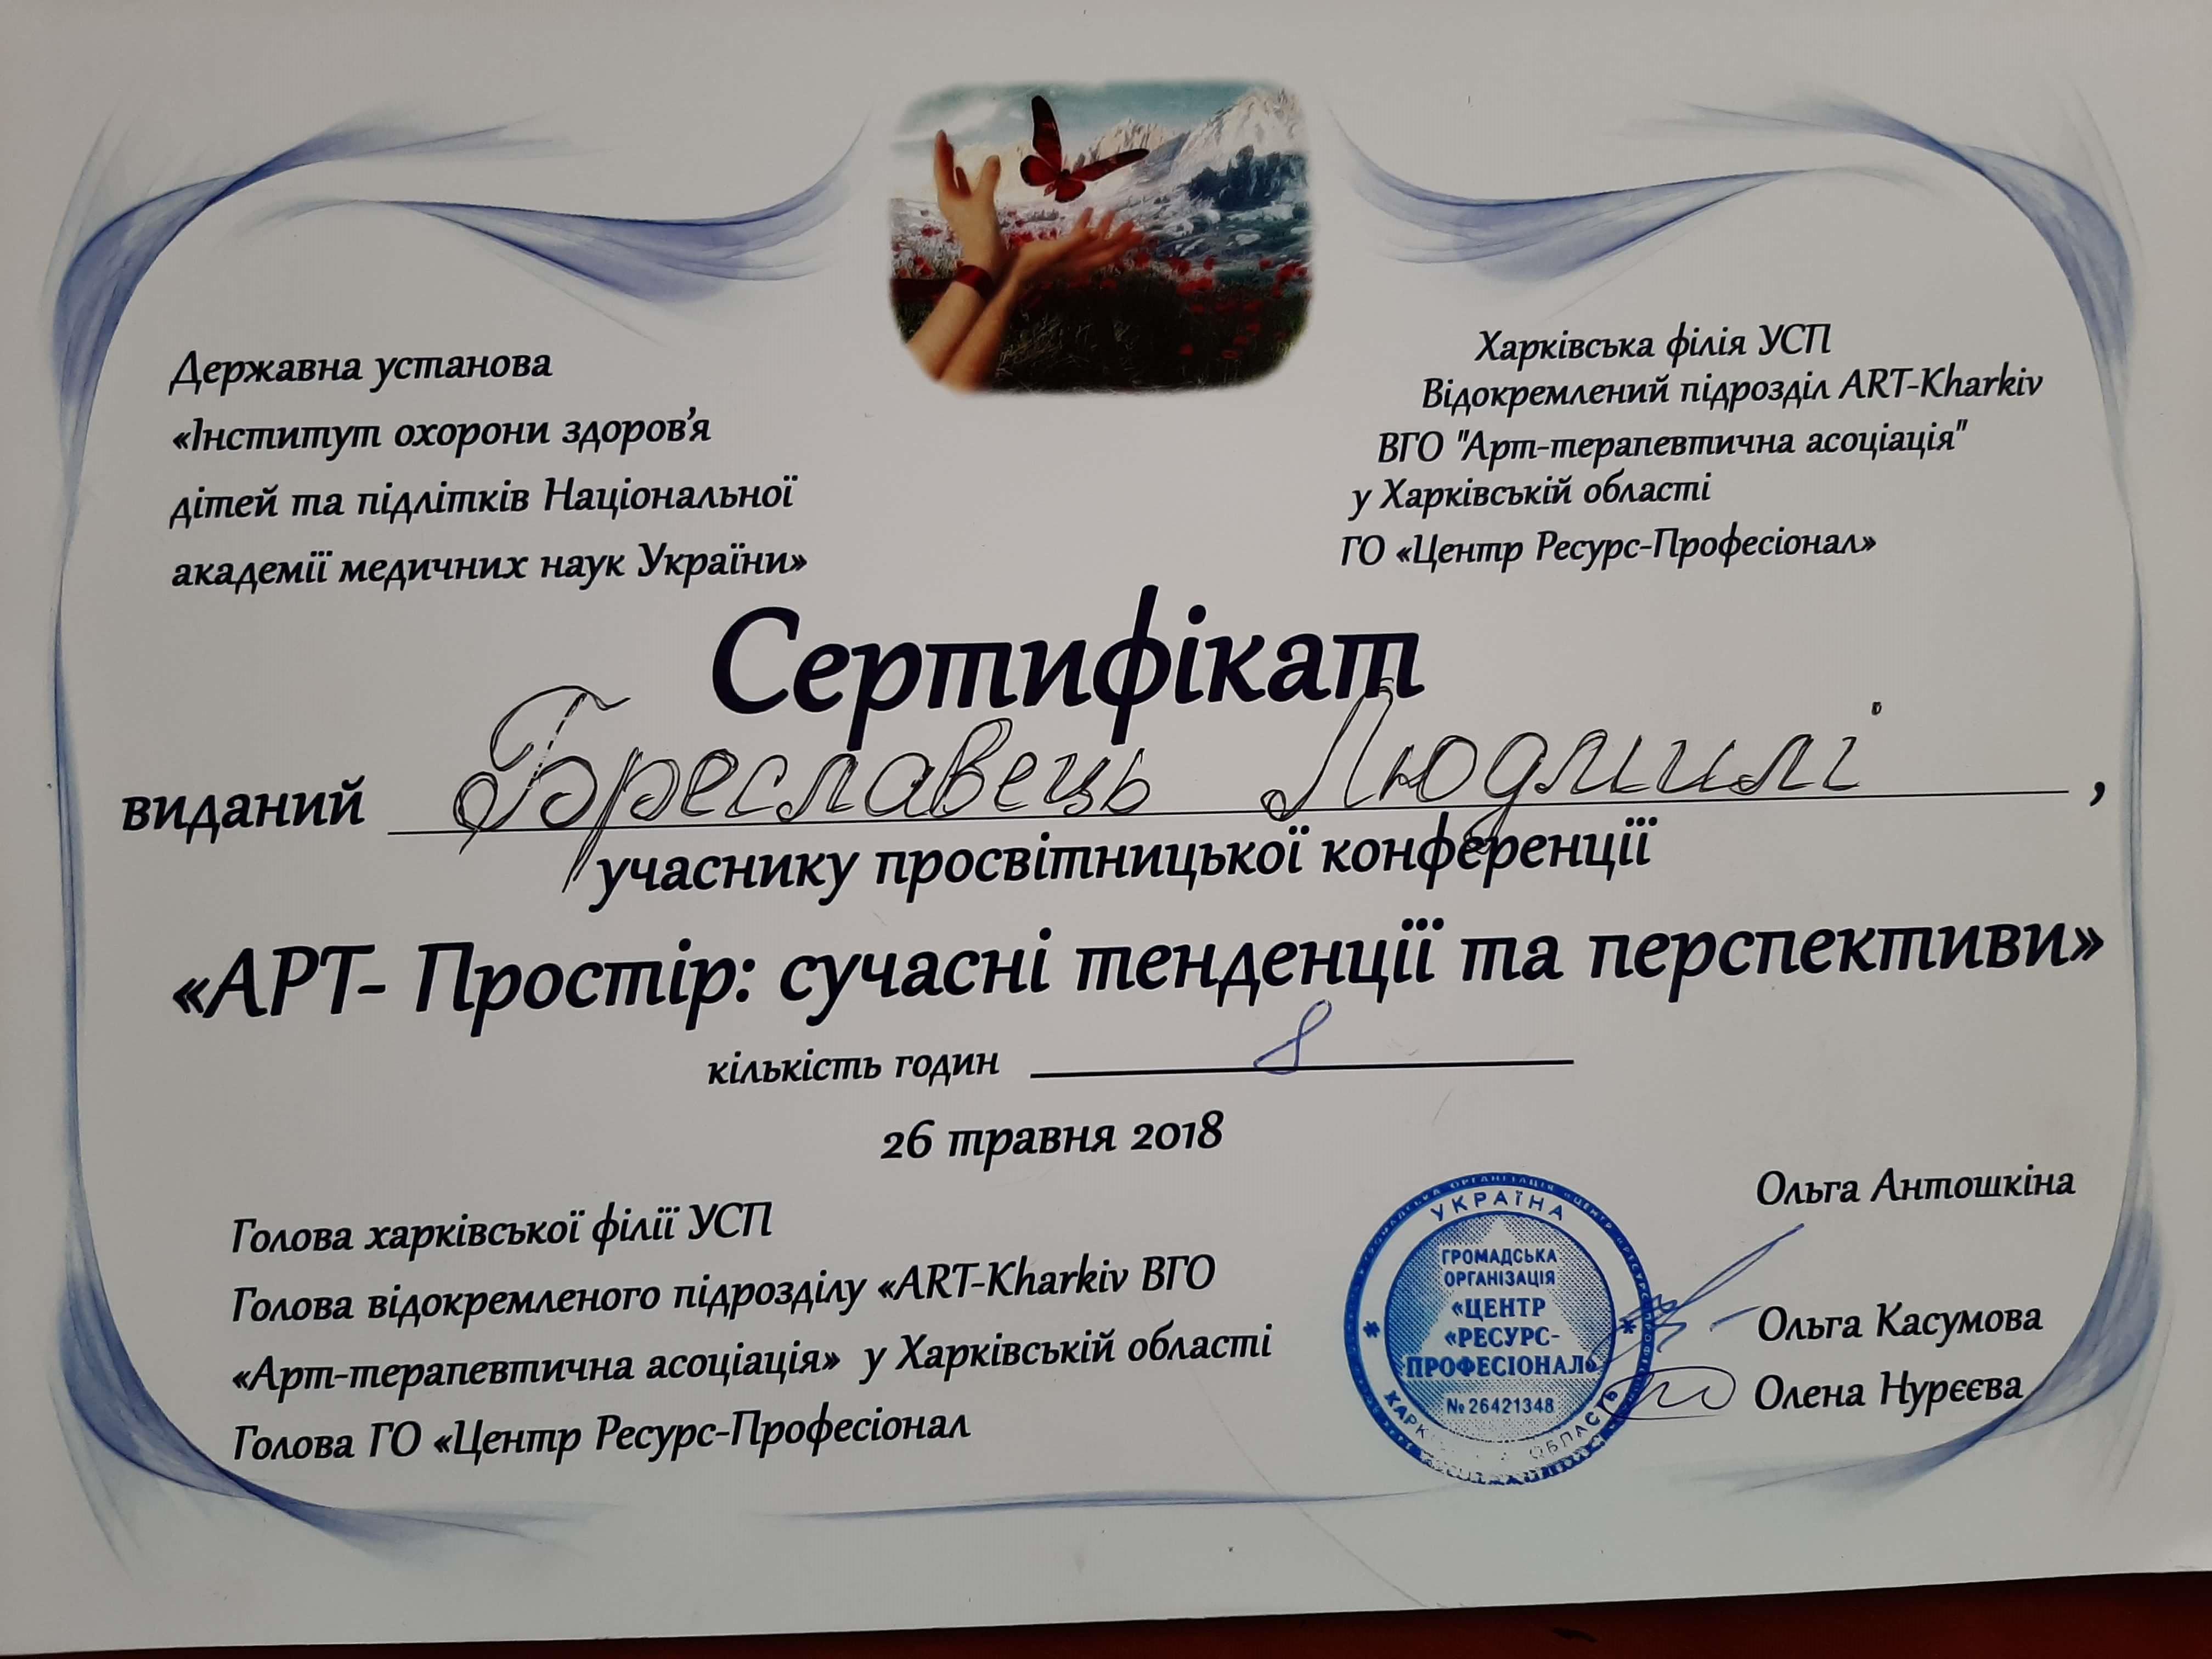 Державна установа
«Інститут охорони здоров'я
дітей та підлітків Національної
академії медичних наук України»
Харківська філія УСП
Відокремлений підрозділ ART-Kharkiv
ВГО "Арт-терапевтична асоціація"
у Харківській області
ГО «Центр Ресурс-Професіонал»
Сертифікат
виданий Бреславець Людмилі ,
учаснику просвітницької конференції
«АРТ- Простір: сучасні тенденції та перспективи»
кількість годин 8
26 травня 2018
Голова харківської філії УСП
Голова відокремленого підрозділу «ART-Kharkiv ВГО
«Арт-терапевтична асоціація» у Харківській області
Голова ГО «Центр Ресурс-Професіонал
УКРАЇНА
ГРОМАДСЬКА
ОРГАНІЗАЦІЯ
«ЦЕНТР
«РЕСУРС-
ПРОФЕСІОНАЛ»
№ 26421348
ОБЛАСТЬ
Ольга Антошкіна
Ольга Касумова
Олена Нурєєва